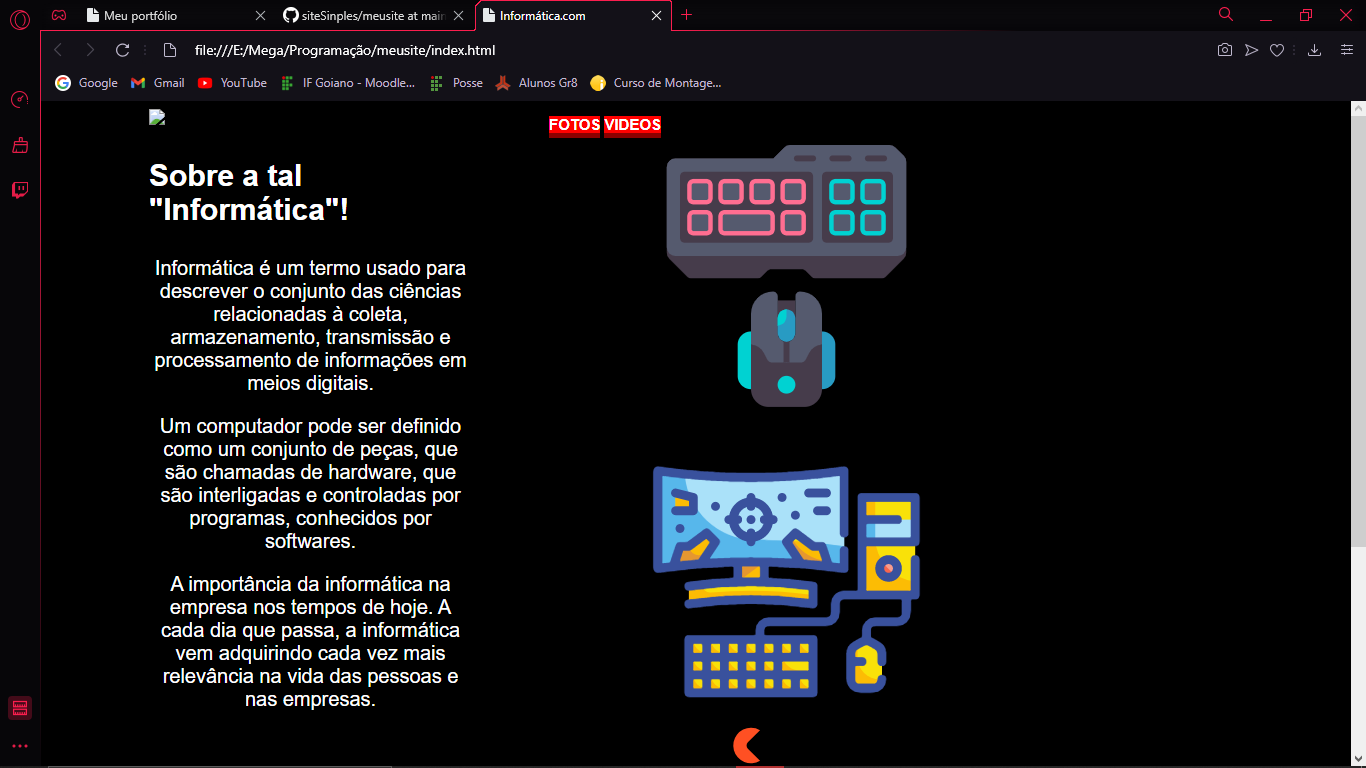 Meu portfólio
siteSinples/meusite at main
Informática.com
file:///E:/Mega/Programação/meusite/index.html
Google
Gmail
YouTube
IF Goiano - Moodle...
Posse
Alunos Gr8
Curso de Montage...
FOTOS VIDEOS
Sobre a tal
"Informática"!
Informática é um termo usado para
descrever o conjunto das ciências
relacionadas à coleta,
armazenamento, transmissão e
processamento de informações em
meios digitais.
Um computador pode ser definido
como um conjunto de peças, que
são chamadas de hardware, que
são interligadas e controladas por
programas, conhecidos por
softwares.
A importância da informática na
empresa nos tempos de hoje. A
cada dia que passa, a informática
vem adquirindo cada vez mais
relevância na vida das pessoas e
nas empresas.